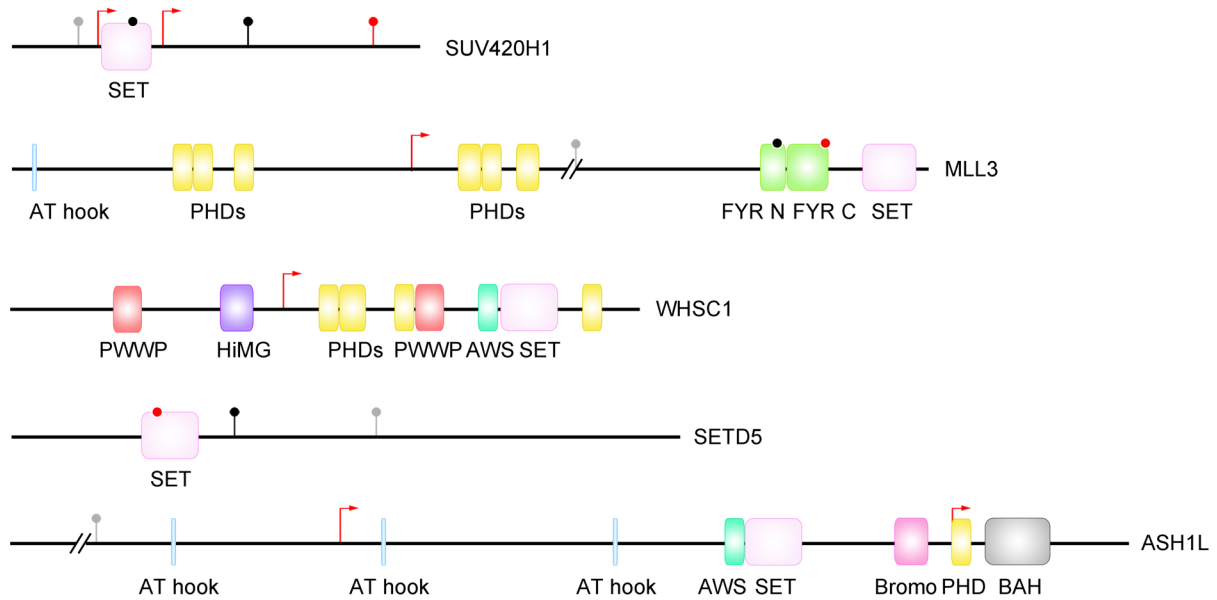 SUV420H1
SET
MLL3
AT hook PHDs PHDs FYR N FYR C SET
WHSC1
PWWP HiMG PHDs PWWP AWS SET
SETD5
SET
ASH1L
AT hook AT hook AT hook AWS SET Bromo PHD BAH